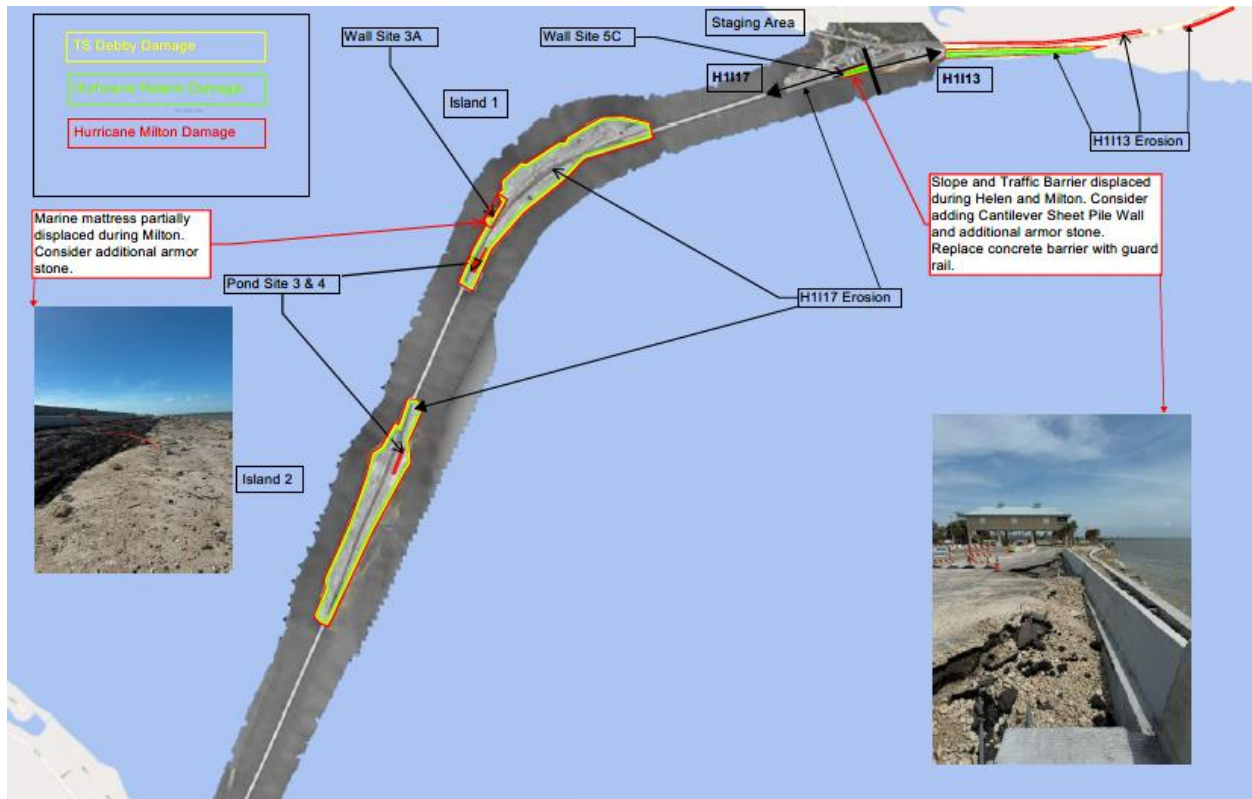 TS Debby Damage
Hurricane Helene Damage
Hurricane Milton Damage
Wall Site 3A
Island 1
Staging Area
Wall Site 5C
H1I17
H1I13
H1I13 Erosion
Marine mattress partially
displaced during Milton.
Consider additional armor
stone.
Slope and Traffic Barrier displaced
during Helen and Milton. Consider
adding Cantilever Sheet Pile Wall
and additional armor stone.
Replace concrete barrier with guard
rail.
Pond Site 3 & 4
H1I17 Erosion
Island 2